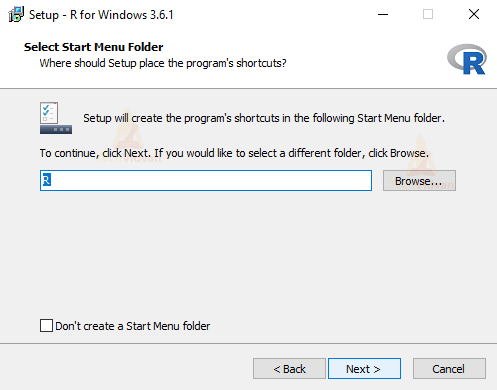 Setup - R for Windows 3.6.1
Select Start Menu Folder
Where should Setup place the program's shortcuts?
R
Setup will create the program's shortcuts in the following Start Menu folder.
To continue, click Next. If you would like to select a different folder, click Browse.
R
Browse...
Don't create a Start Menu folder
< Back
Next >
Cancel